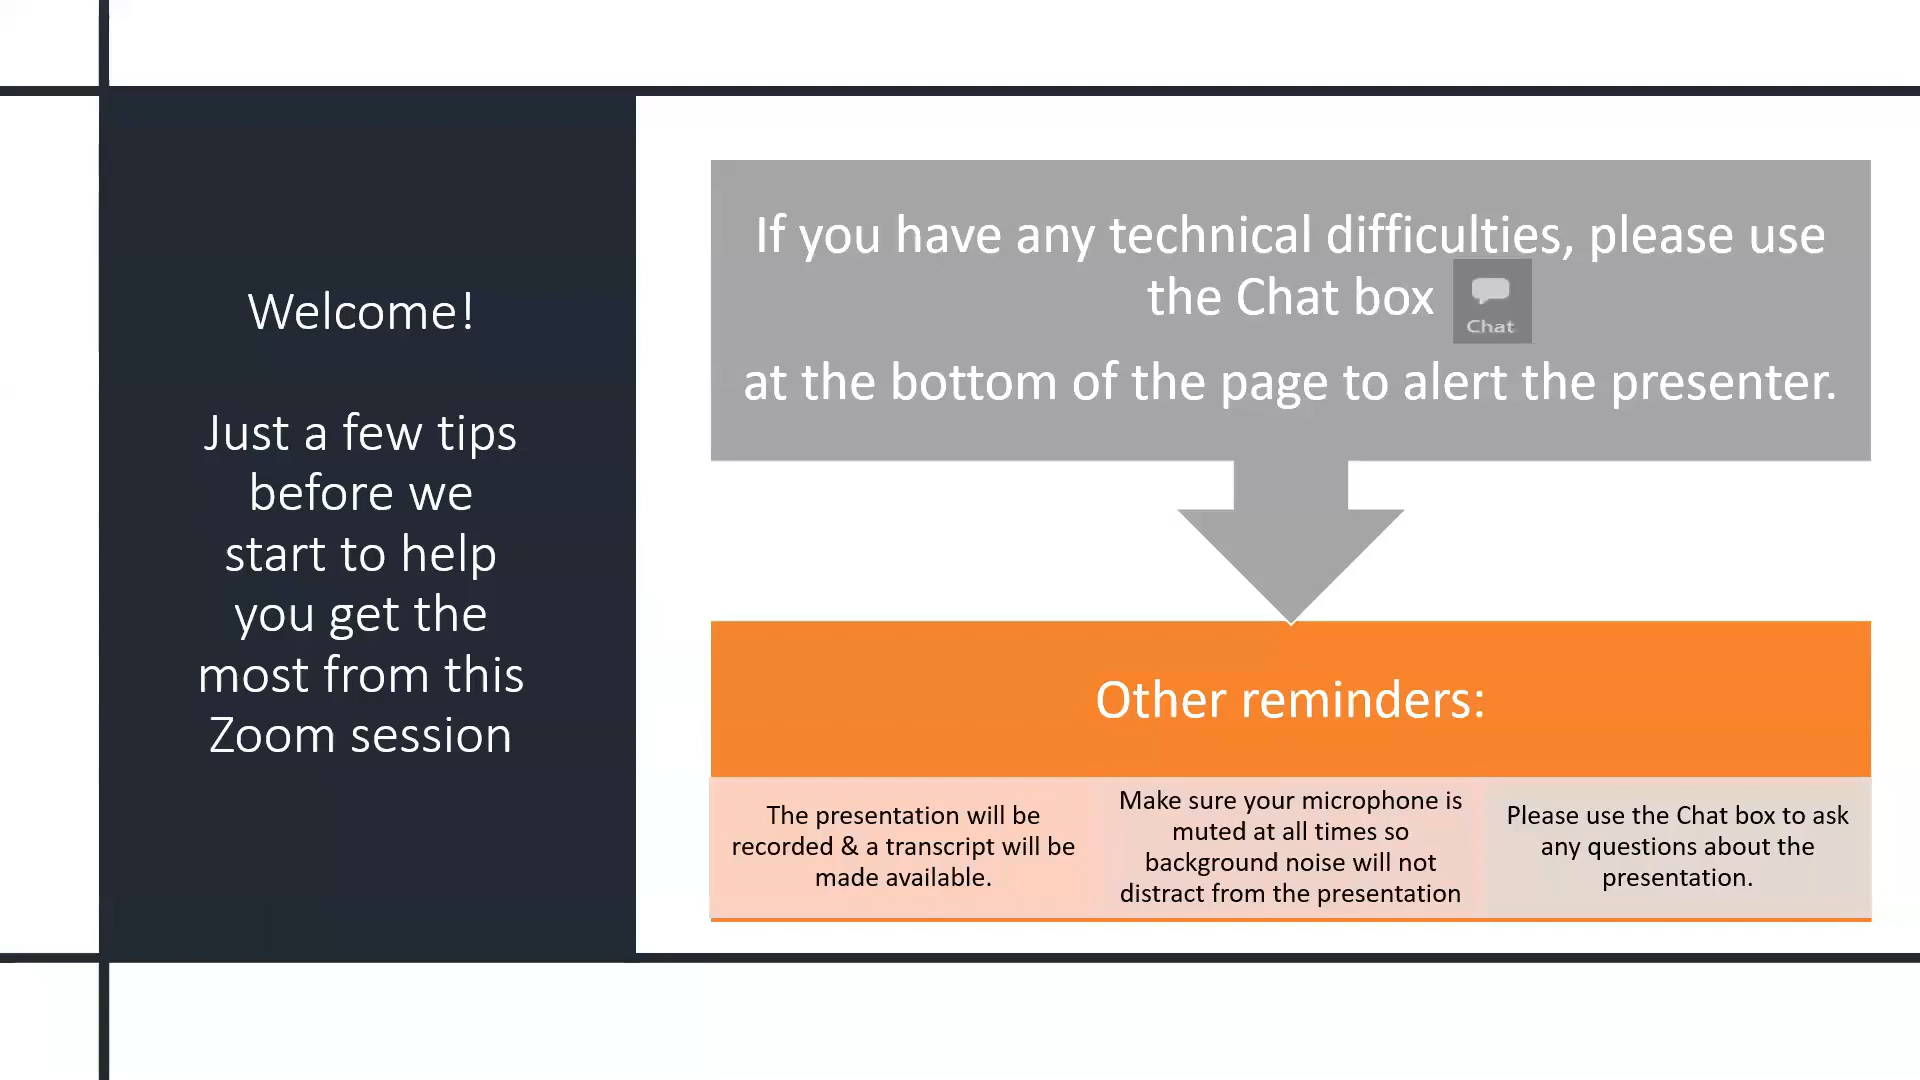 Welcome!
Just a few tips
before we
start to help
you get the
most from this
Zoom session
If you have any technical difficulties, please use
the Chat box
Chat
at the bottom of the page to alert the presenter.
Other reminders:
The presentation will be
recorded & a transcript will be
made available.
Make sure your microphone is
muted at all times so
background noise will not
distract from the presentation
Please use the Chat box to ask
any questions about the
presentation.